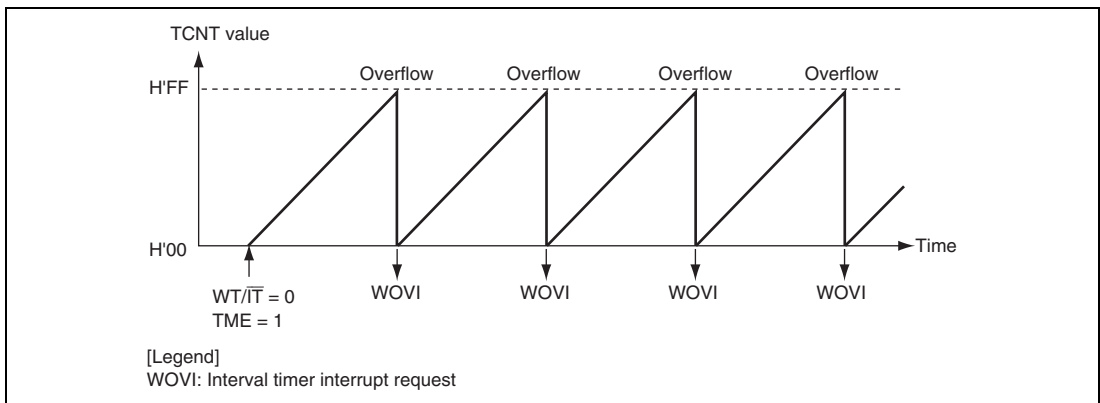 TCNT value
H'FF
Overflow
Overflow
Overflow
Overflow
H'00
Time
WT/I̅T̅ = 0
TME = 1
WOVI
WOVI
WOVI
WOVI
[Legend]
WOVI: Interval timer interrupt request